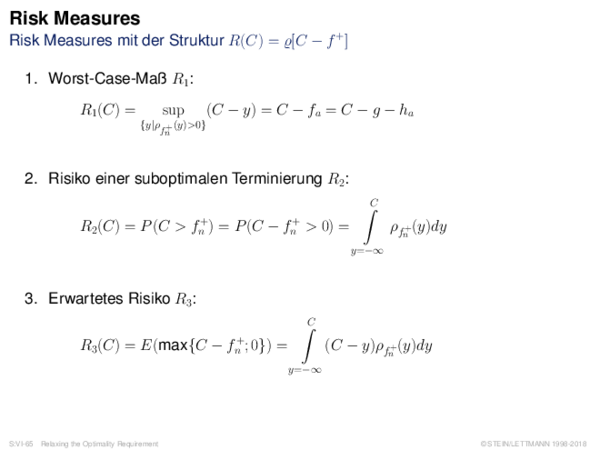 Risk Measures
Risk Measures mit der Struktur R(C) = ϱ[C − f⁺]
1. Worst-Case-Maß R₁:
R₁(C) = sup_{y|ρ_{f_n^+}(y)>0} (C − y) = C − fₐ = C − g − hₐ
2. Risiko einer suboptimalen Terminierung R₂:
R₂(C) = P(C > f_n^+) = P(C − f_n^+ > 0) = ∫_{y=−∞}^{C} ρ_{f_n^+}(y)dy
3. Erwartetes Risiko R₃:
R₃(C) = E(max{C − f_n^+; 0}) = ∫_{y=−∞}^{C} (C − y)ρ_{f_n^+}(y)dy
S:VI-65 Relaxing the Optimality Requirement
© STEIN/LETTMANN 1998-2018